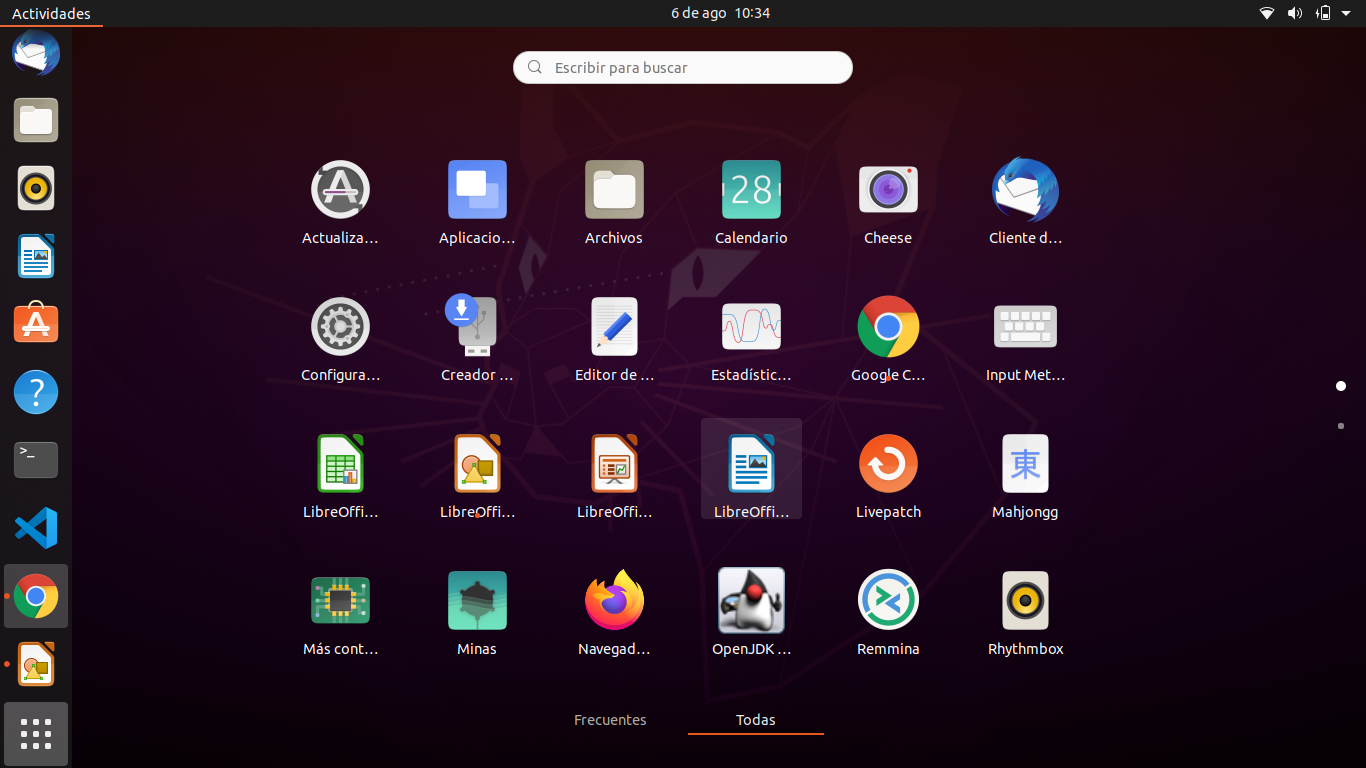 Actividades
6 de ago 10:34
Escribir para buscar
28
Actualiza...
Aplicacio...
Archivos
Calendario
Cheese
Cliente d...
Configura...
Creador ...
Editor de ...
Estadístic...
Google C...
Input Met...
>_
東
LibreOffi...
LibreOffi...
LibreOffi...
LibreOffi...
Livepatch
Mahjongg
Más cont...
Minas
Navegad...
OpenJDK ...
Remmina
Rhythmbox
Frecuentes
Todas